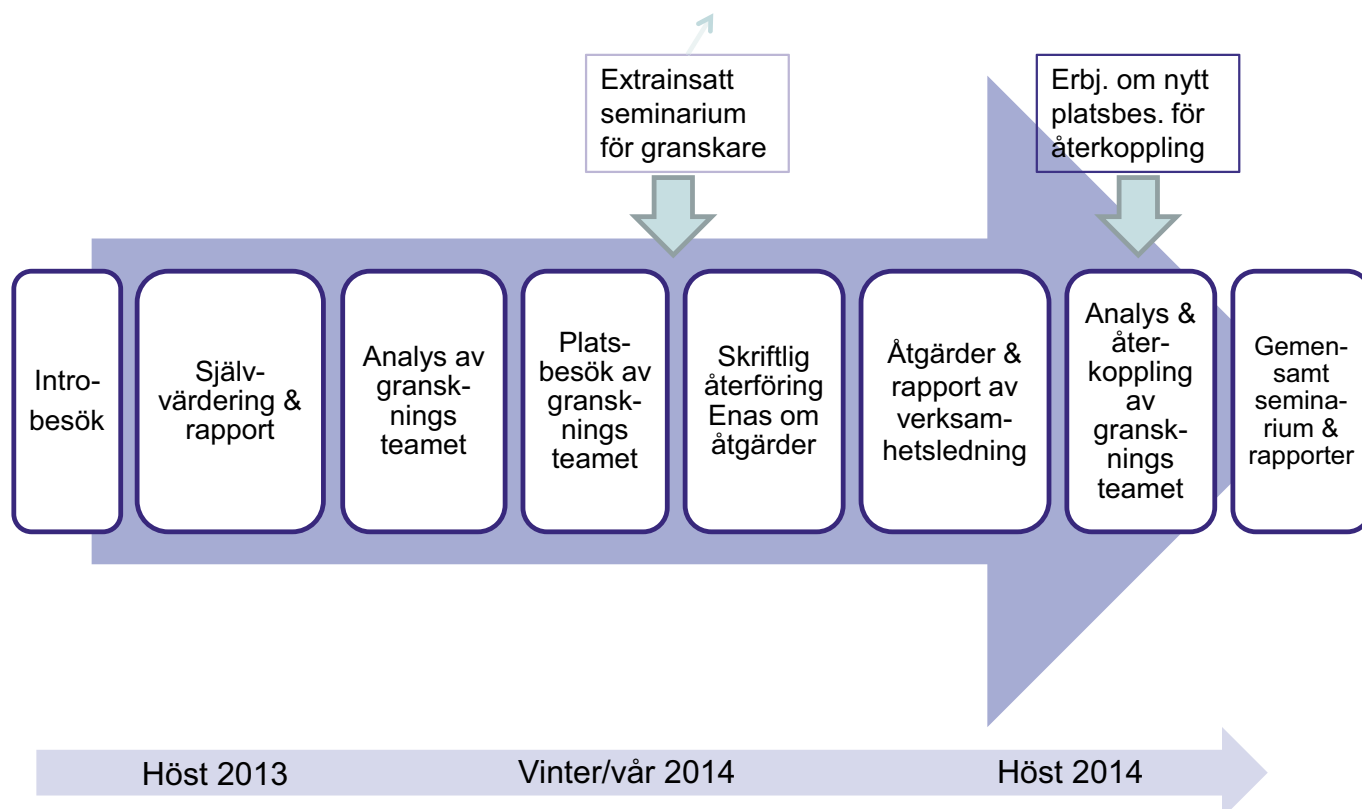 Extrainsatt
seminarium
för granskare
Erbj. om nytt
platsbes. för
återkoppling
Intro-
besök
Själv-
värdering &
rapport
Analys av
gransk-
nings
teamet
Plats-
besök av
gransk-
nings
teamet
Skriftlig
återföring
Enas om
åtgärder
Åtgärder &
rapport av
verksam-
hetsledning
Analys &
åter-
koppling
av
gransk-
nings
teamet
Gemen-
samt
semina-
rium &
rapporter
Höst 2013
Vinter/vår 2014
Höst 2014